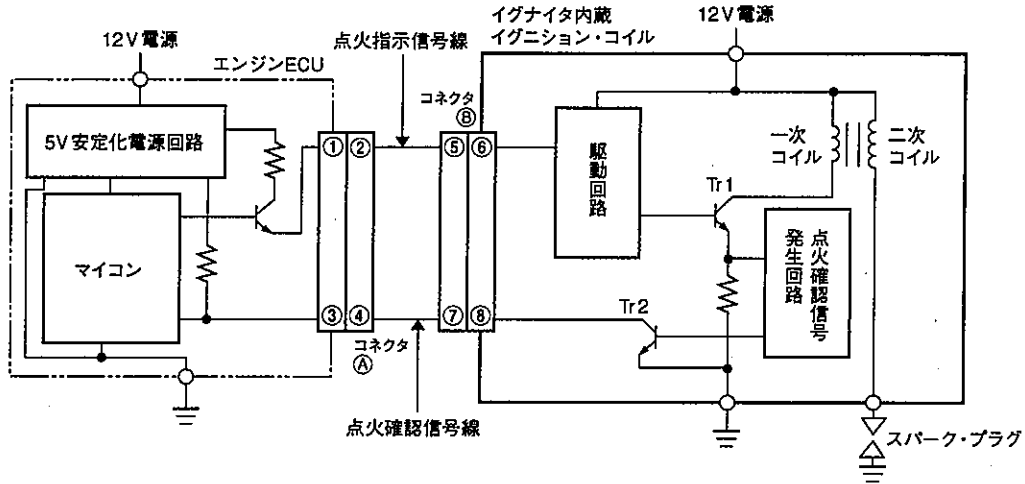 12V電源
エンジンECU
5V安定化電源回路
マイコン
点火指示信号線
① ② ⑤ ⑥
③ ④ ⑦ ⑧
コネクタ
Ⓑ
コネクタ
Ⓐ
点火確認信号線
イグナイタ内蔵
イグニション・コイル
12V電源
駆動回路
Tr1
Tr2
一次
コイル
二次
コイル
点火確認信号
発生回路
スパーク・プラグ